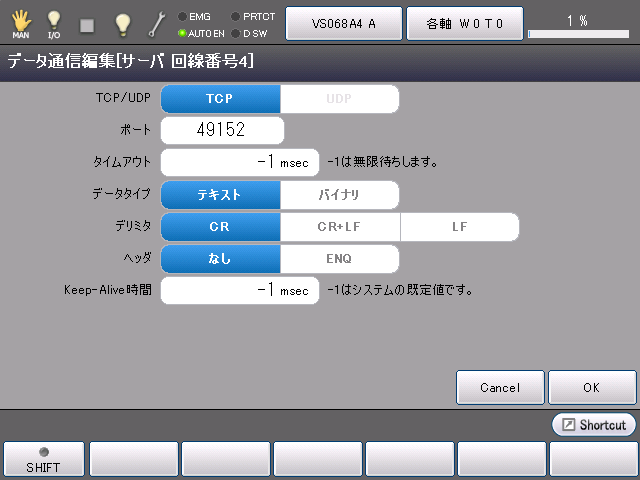 MAN I/O EMG PRTCT AUTO EN D SW VS068A4 A 各軸 W0T0 1 %
データ通信編集[サーバ 回線番号4]
TCP/UDP TCP UDP
ポート 49152
タイムアウト -1 msec -1は無限待ちします。
データタイプ テキスト バイナリ
デリミタ CR CR+LF LF
ヘッダ なし ENQ
Keep-Alive時間 -1 msec -1はシステムの既定値です。
Cancel OK
Shortcut
SHIFT